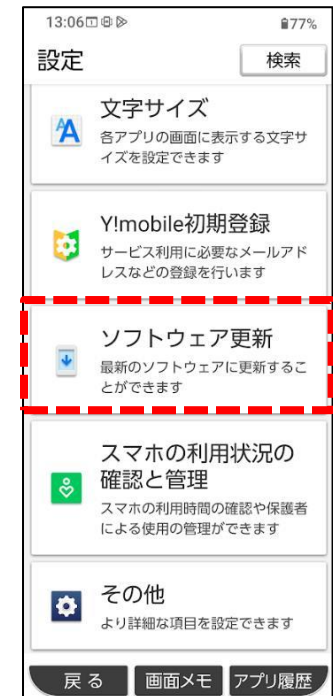 13:06 77%
設定 検索
文字サイズ
各アプリの画面に表示する文字サ
イズを設定できます
Y!mobile初期
登録
サービス利用に必要なメールアド
レスなどの登録を行います
ソフトウェア更新
最新のソフトウェアに更新するこ
とができます
スマホの利用状況の
確認と管理
スマホの利用時間の確認や保護者
による使用の管理ができます
その他
より詳細な項目を設定できます
戻る 画面メモ アプリ履歴